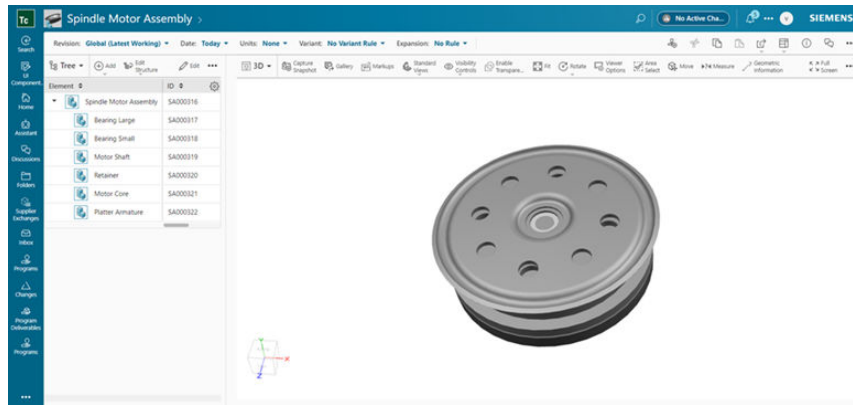 Tc Spindle Motor Assembly > No Active Cha... SIEMENS
Revision: Global (Latest Working) Date: Today Units: None Variant: No Variant Rule Expansion: No Rule
Search
UI Component...
Home
Assistant
Discussions
Folders
Supplier Exchanges
Inbox
Programs
Changes
Program Deliverables
Programs
Tree Add Edit Structure Edit
Element ID
Spindle Motor Assembly SA000316
Bearing Large SA000317
Bearing Small SA000318
Motor Shaft SA000319
Retainer SA000320
Motor Core SA000321
Platter Armature SA000322
3D Capture Snapshot Gallery Markups Standard Views Visibility Controls Enable Transpare... Fit Rotate Viewer Options Area Select Move Measure Geometric Information Full Screen
Y
X
Z